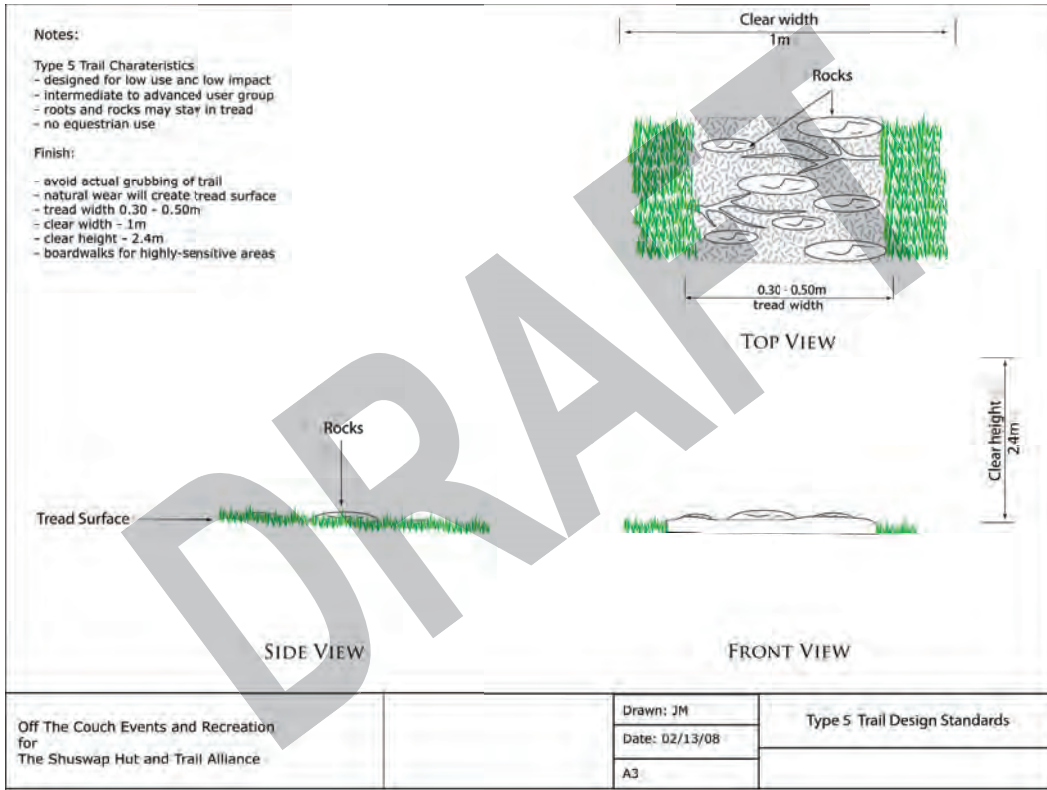 Notes:
Type 5 Trail Charateristics
- designed for low use and low impact
- intermediate to advanced user group
- roots and rocks may stay in tread
- no equestrian use
Finish:
- avoid actual grubbing of trail
- natural wear will create tread surface
- tread width 0.30 - 0.50m
- clear width - 1m
- clear height - 2.4m
- boardwalks for highly-sensitive areas
Clear width
1m
Rocks
0.30 - 0.50m
tread width
TOP VIEW
Clear height
2.4m
Rocks
Tread Surface
SIDE VIEW
FRONT VIEW
DRAFT
Off The Couch Events and Recreation
for
The Shuswap Hut and Trail Alliance
Drawn: JM
Date: 02/13/08
A3
Type 5 Trail Design Standards